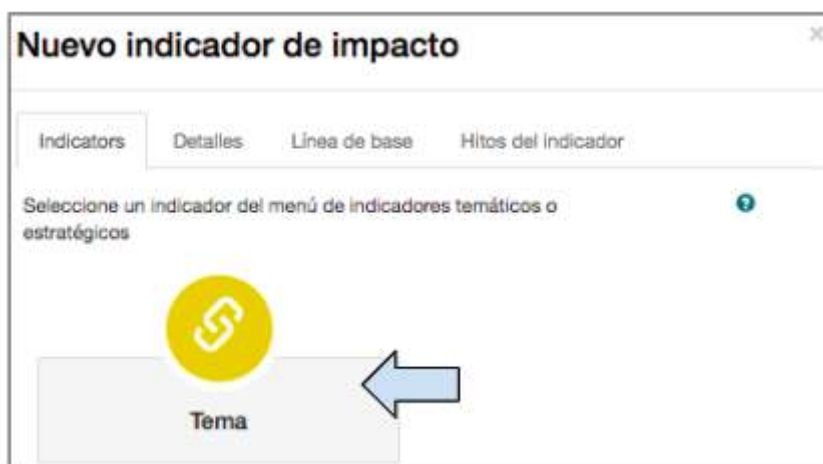 Nuevo indicador de impacto
Indicators Detalles Línea de base Hitos del indicador
Seleccione un indicador del menú de indicadores temáticos o
estratégicos
Tema